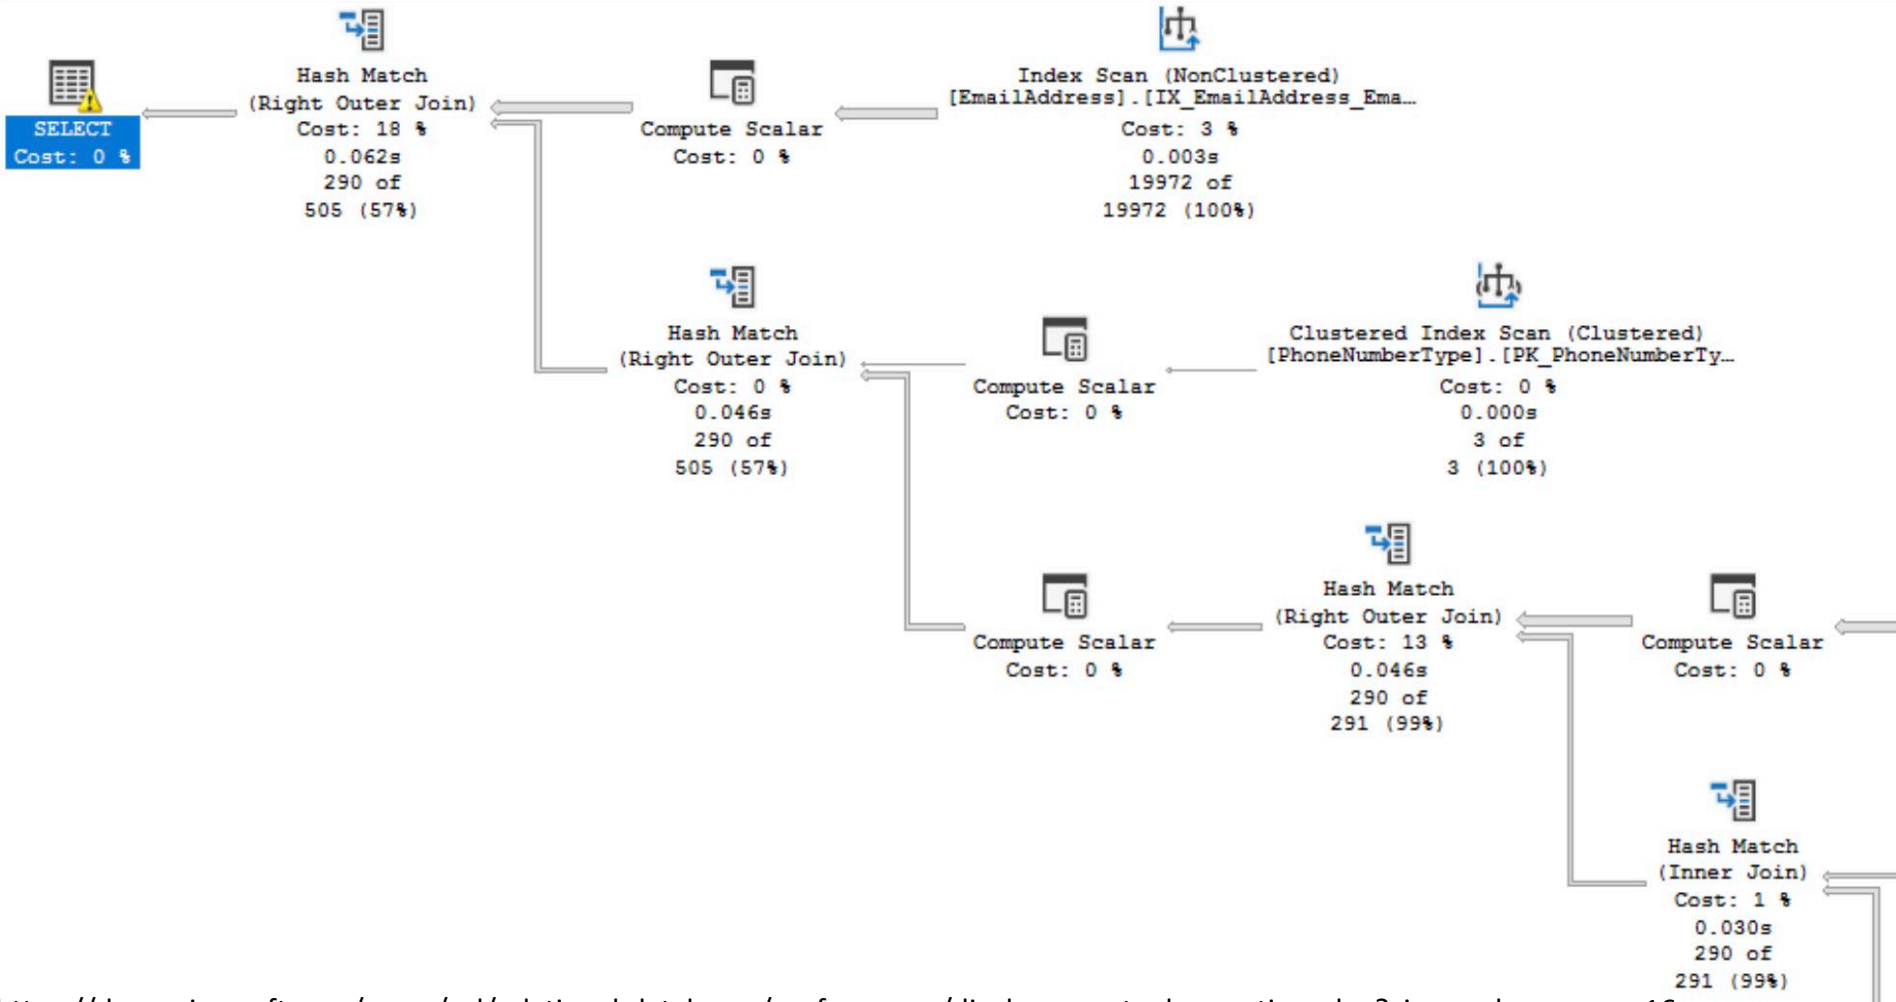 SELECT
Cost: 0 %
Hash Match
(Right Outer Join)
Cost: 18 %
0.062s
290 of
505 (57%)
Compute Scalar
Cost: 0 %
Index Scan (NonClustered)
[EmailAddress].[IX_EmailAddress_Ema…
Cost: 3 %
0.003s
19972 of
19972 (100%)
Hash Match
(Right Outer Join)
Cost: 0 %
0.046s
290 of
505 (57%)
Compute Scalar
Cost: 0 %
Clustered Index Scan (Clustered)
[PhoneNumberType].[PK_PhoneNumberTy…
Cost: 0 %
0.000s
3 of
3 (100%)
Compute Scalar
Cost: 0 %
Hash Match
(Right Outer Join)
Cost: 13 %
0.046s
290 of
291 (99%)
Compute Scalar
Cost: 0 %
Hash Match
(Inner Join)
Cost: 1 %
0.030s
290 of
291 (99%)